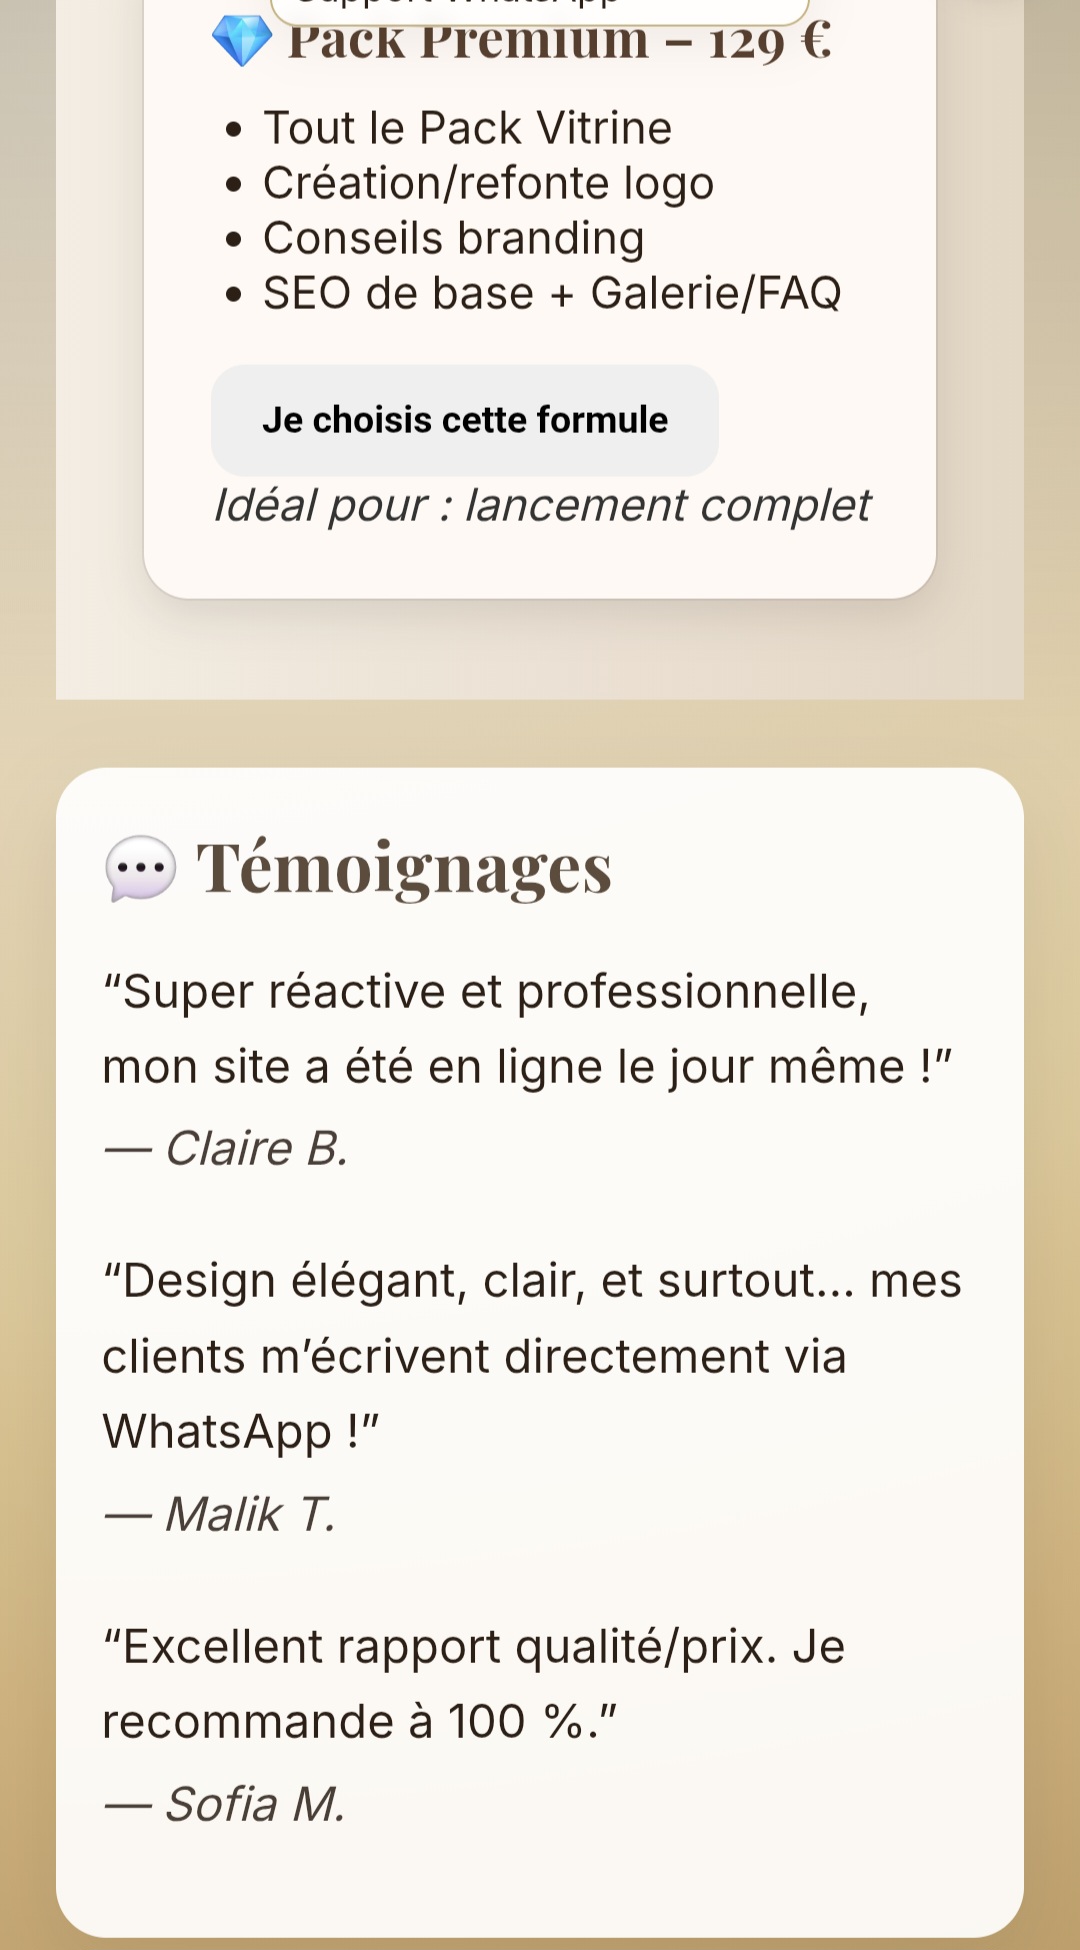 Support WhatsApp
💎 Pack Premium – 129 €
• Tout le Pack Vitrine
• Création/refonte logo
• Conseils branding
• SEO de base + Galerie/FAQ
Je choisis cette formule
Idéal pour : lancement complet
💬 Témoignages
“Super réactive et professionnelle,
mon site a été en ligne le jour même !”
— Claire B.
“Design élégant, clair, et surtout… mes
clients m’écrivent directement via
WhatsApp !”
— Malik T.
“Excellent rapport qualité/prix. Je
recommande à 100 %.”
— Sofia M.